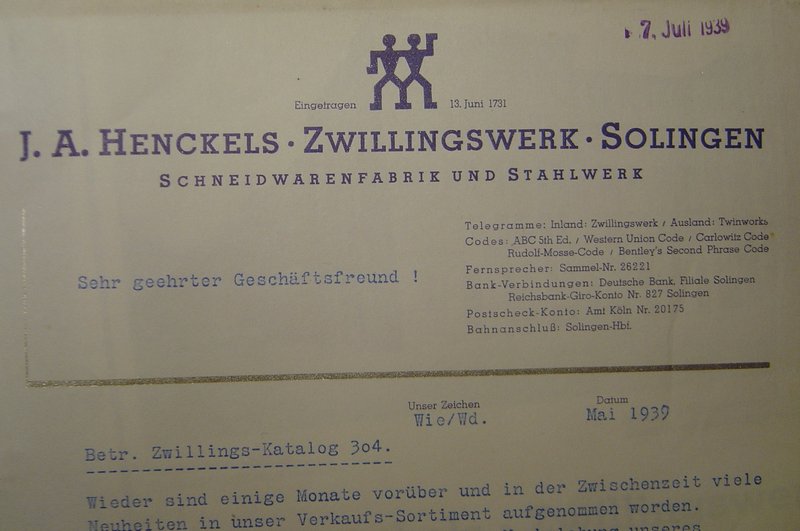 7. Juli 1939
Eingetragen 13. Juni 1731
J. A. HENCKELS · ZWILLINGSWERK · SOLINGEN
SCHNEIDWARENFABRIK UND STAHLWERK
Telegramme: Inland: Zwillingswerk / Ausland: Twinworks
Codes: ABC 5th Ed. / Western Union Code / Carlowitz Code
Rudolf-Mosse-Code / Bentley's Second Phrase Code
Fernsprecher: Sammel-Nr. 26221
Bank-Verbindungen: Deutsche Bank, Filiale Solingen
Reichsbank-Giro-Konto Nr. 827 Solingen
Postscheck-Konto: Amt Köln Nr. 20175
Bahnanschluß: Solingen-Hbf.
Sehr geehrter Geschäftsfreund !
Unser Zeichen
Wie/Wd.
Datum
Mai 1939
Betr. Zwillings-Katalog 3o4.
Wieder sind einige Monate vorüber und in der Zwischenzeit viele
Neuheiten in unser Verkaufs-Sortiment aufgenommen worden.
unseres